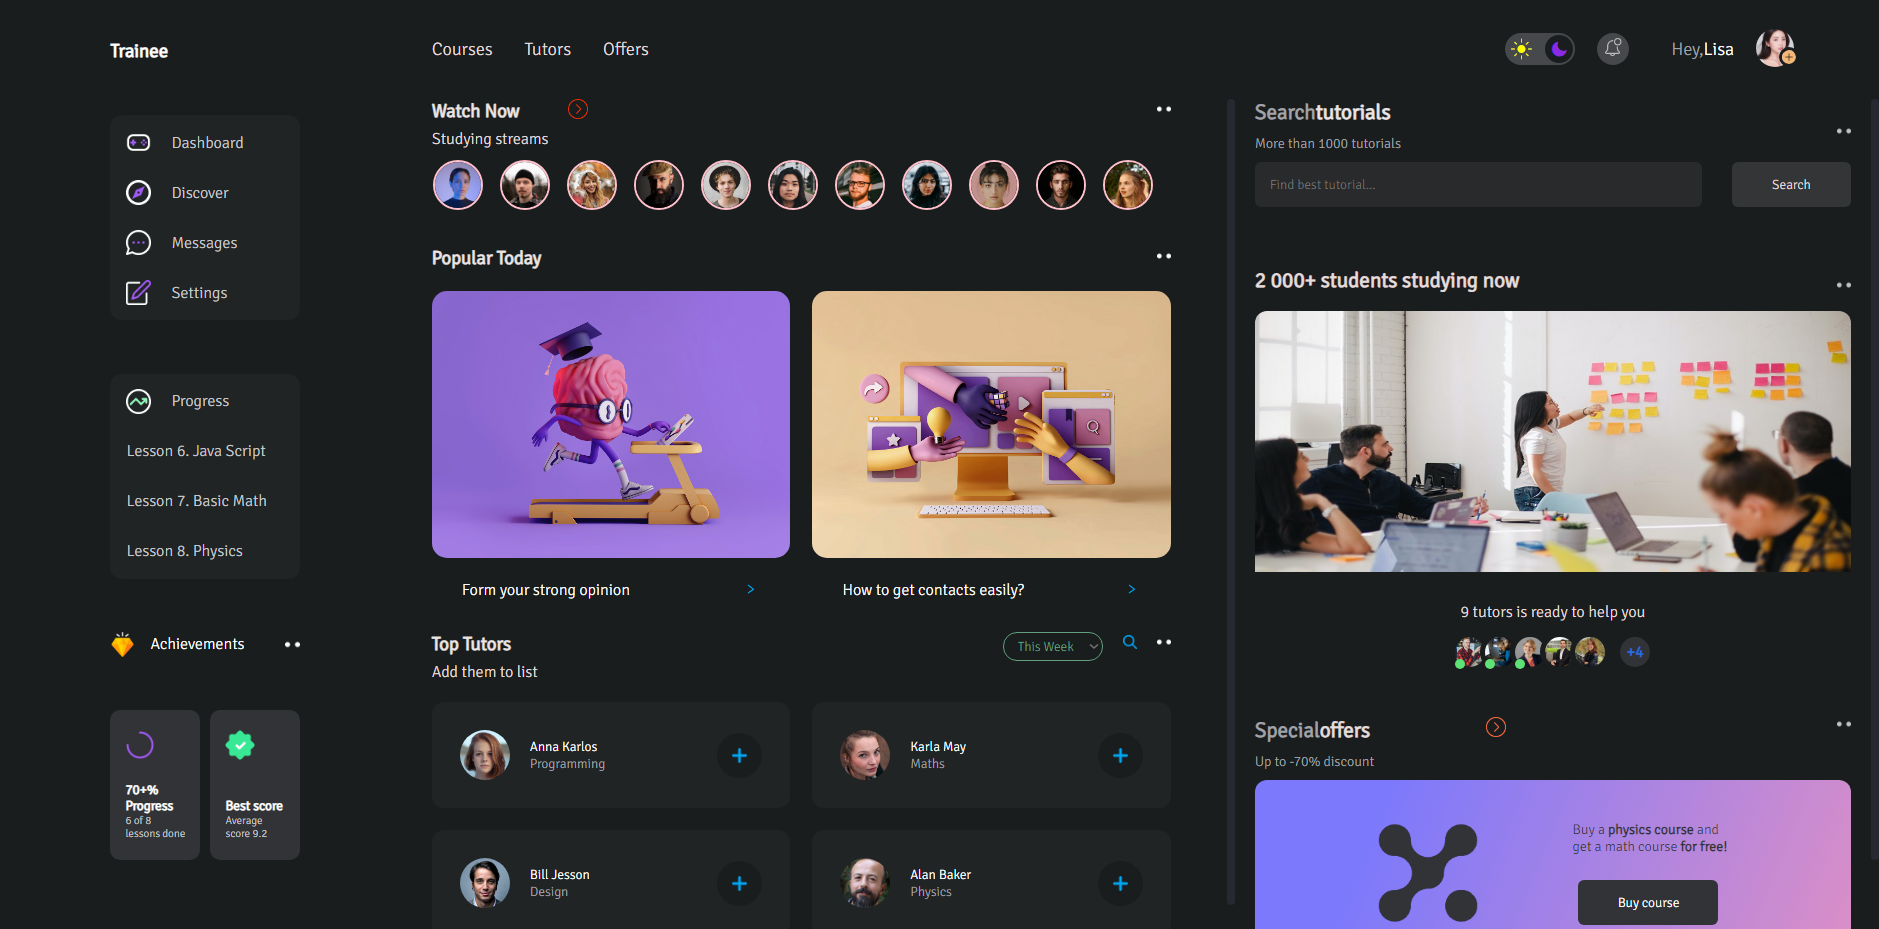 Trainee
Courses
Tutors
Offers
Hey,Lisa
Dashboard
Discover
Messages
Settings
Progress
Lesson 6. Java Script
Lesson 7. Basic Math
Lesson 8. Physics
Achievements
70+%
Progress
6 of 8
lessons done
Best score
Average
score 9.2
Watch Now
Studying streams
Popular Today
Form your strong opinion
How to get contacts easily?
Top Tutors
This Week
Add them to list
Anna Karlos
Programming
Karla May
Maths
Bill Jesson
Design
Alan Baker
Physics
Searchtutorials
More than 1000 tutorials
Find best tutorial...
Search
2 000+ students studying now
9 tutors is ready to help you
+4
Specialoffers
Up to -70% discount
Buy a physics course and
get a math course for free!
Buy course